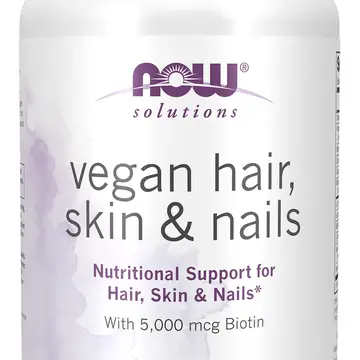 NOW®
solutions
vegan hair,
skin & nails
Nutritional Support for
Hair, Skin & Nails*
With 5,000 mcg Biotin